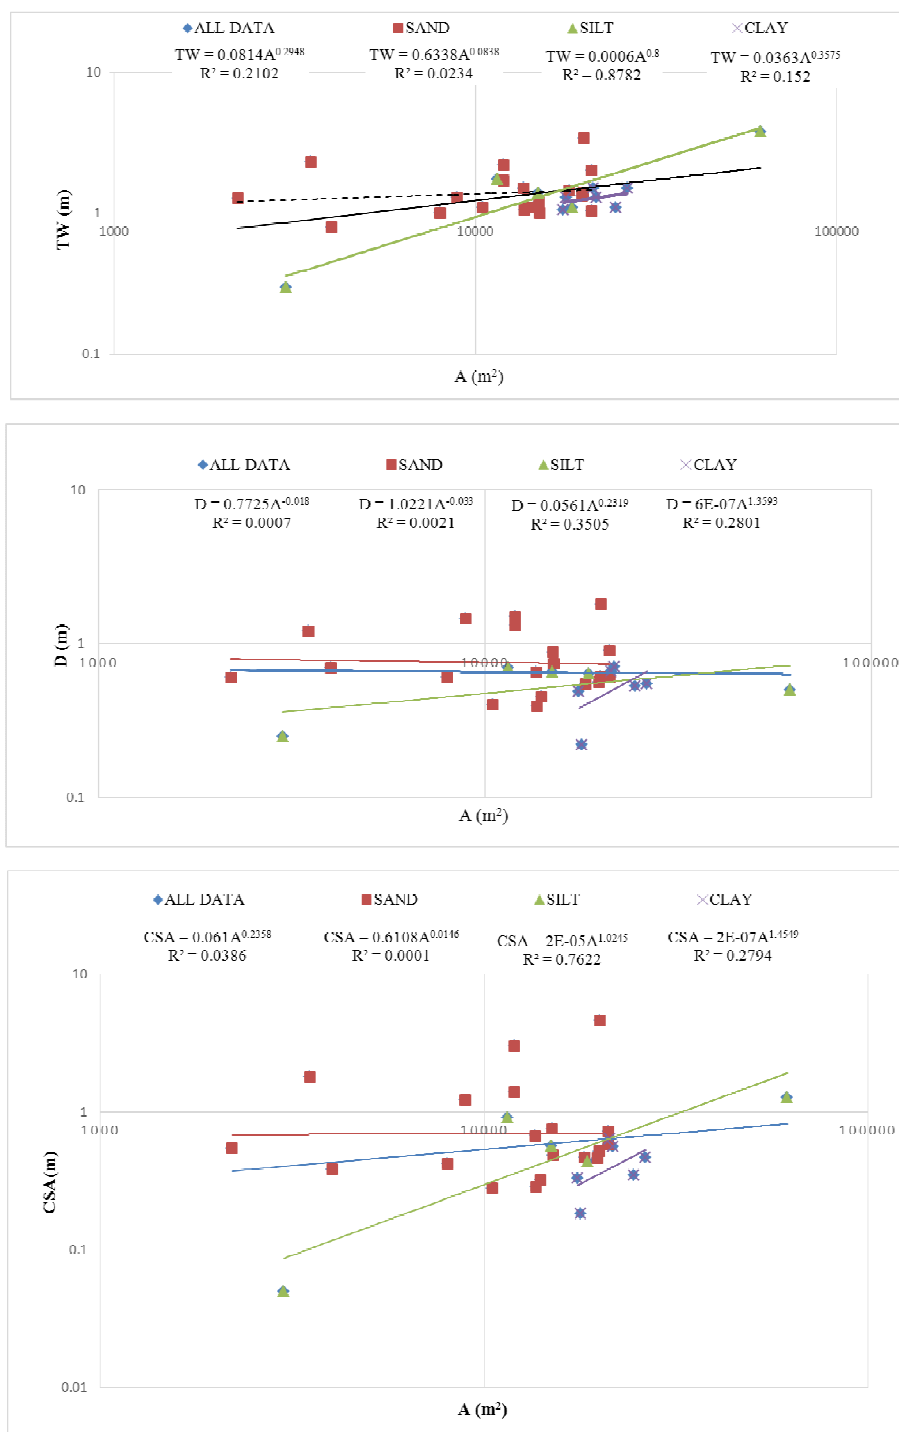 ALL DATA SAND SILT CLAY
TW = 0.0814A^0.2948 TW = 0.6338A^0.0838 TW = 0.0006A^0.8 TW = 0.0363A^0.3575
R² = 0.2102 R² = 0.0234 R² = 0.8782 R² = 0.152
10
TW (m)
1
1000 10000 100000
0.1
A (m²)
ALL DATA SAND SILT CLAY
10
D = 0.7725A^-0.018 D = 1.0221A^-0.033 D = 0.0561A^0.2319 D = 6E-07A^1.3593
R² = 0.0007 R² = 0.0021 R² = 0.3505 R² = 0.2801
D (m)
1
1000 10000 100000
0.1
A (m²)
ALL DATA SAND SILT CLAY
CSA = 0.061A^0.2358 CSA = 0.6108A^0.0146 CSA = 2E-05A^1.0245 CSA = 2E-07A^1.4549
R² = 0.0386 R² = 0.0001 R² = 0.7622 R² = 0.2794
10
1
1000 10000 100000
CSA(m)
0.1
0.01
A (m²)